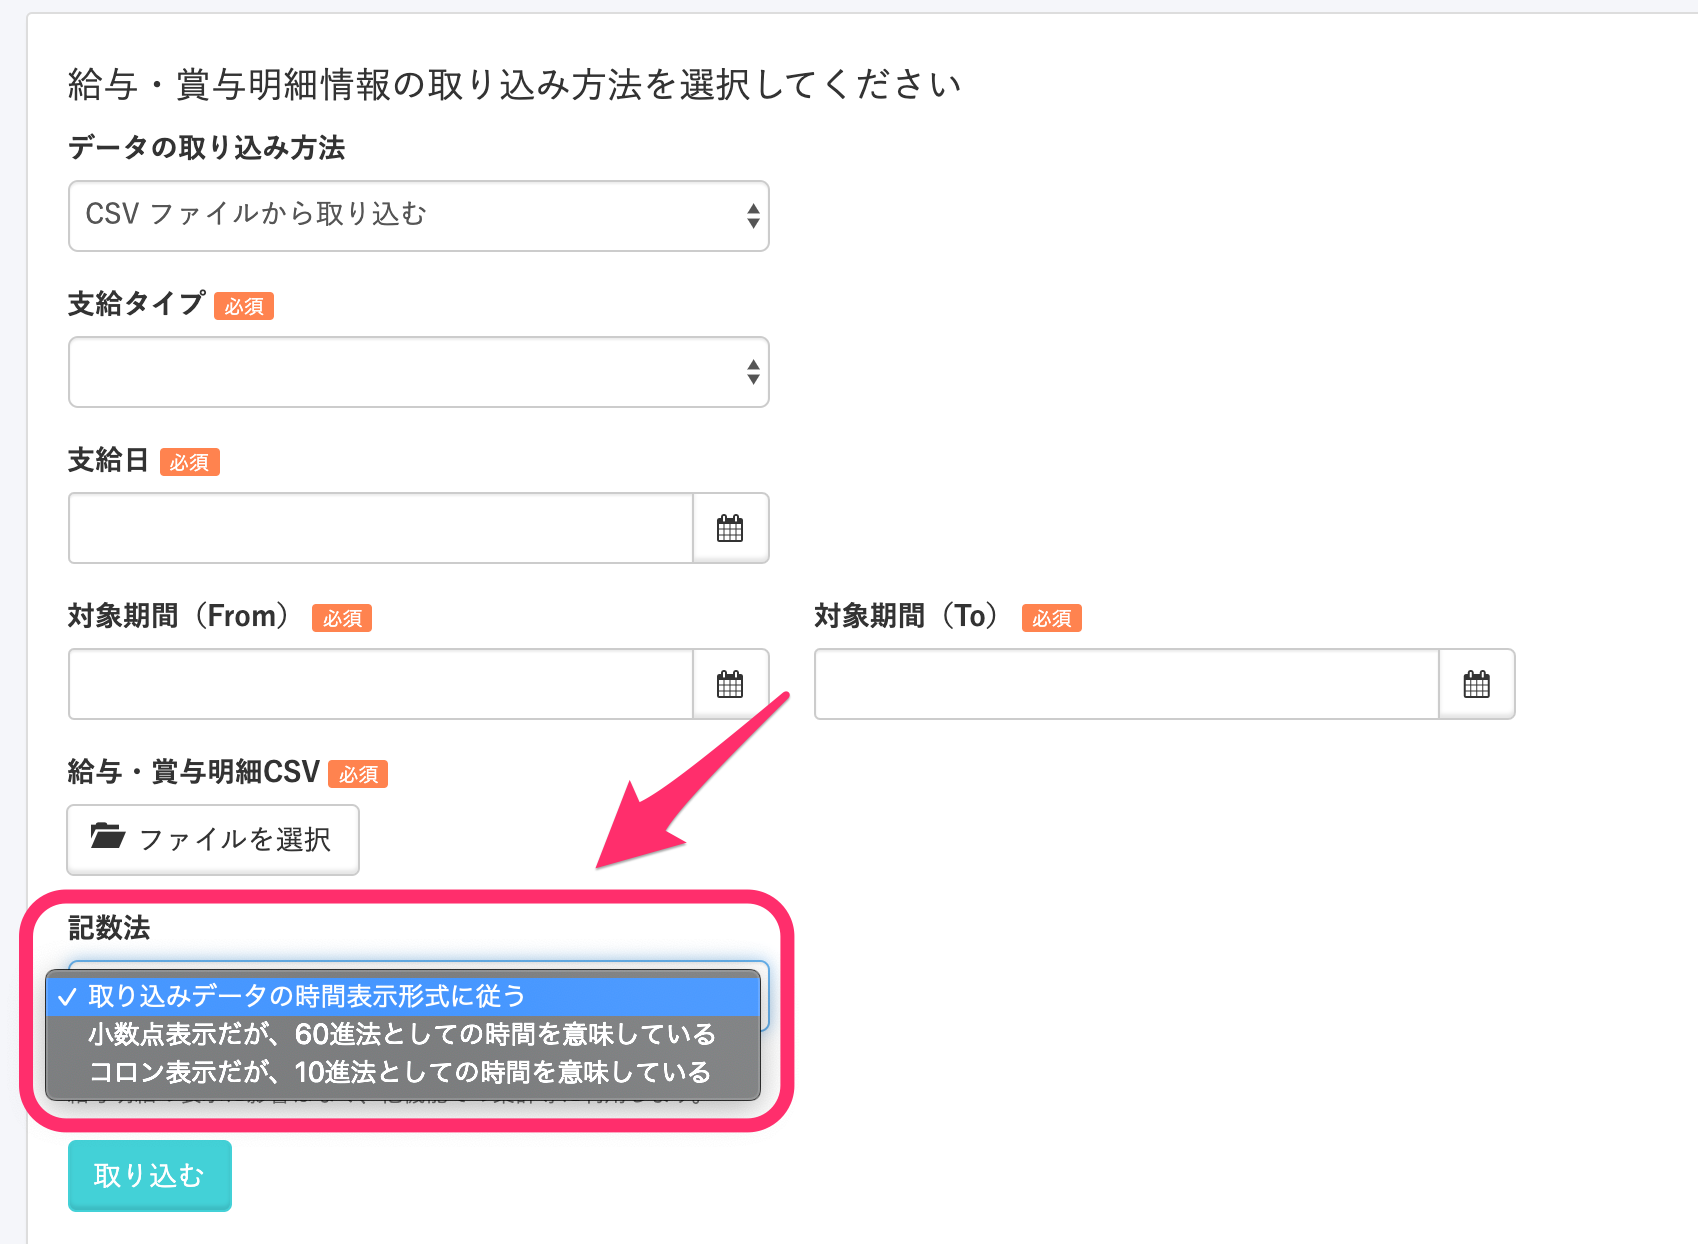 給与・賞与明細情報の取り込み方法を選択してください
データの取り込み方法
CSV ファイルから取り込む
支給タイプ 必須
支給日 必須
対象期間（From） 必須
対象期間（To） 必須
給与・賞与明細CSV 必須
ファイルを選択
記数法
✓ 取り込みデータの時間表示形式に従う
小数点表示だが、60進法としての時間を意味している
コロン表示だが、10進法としての時間を意味している
取り込む